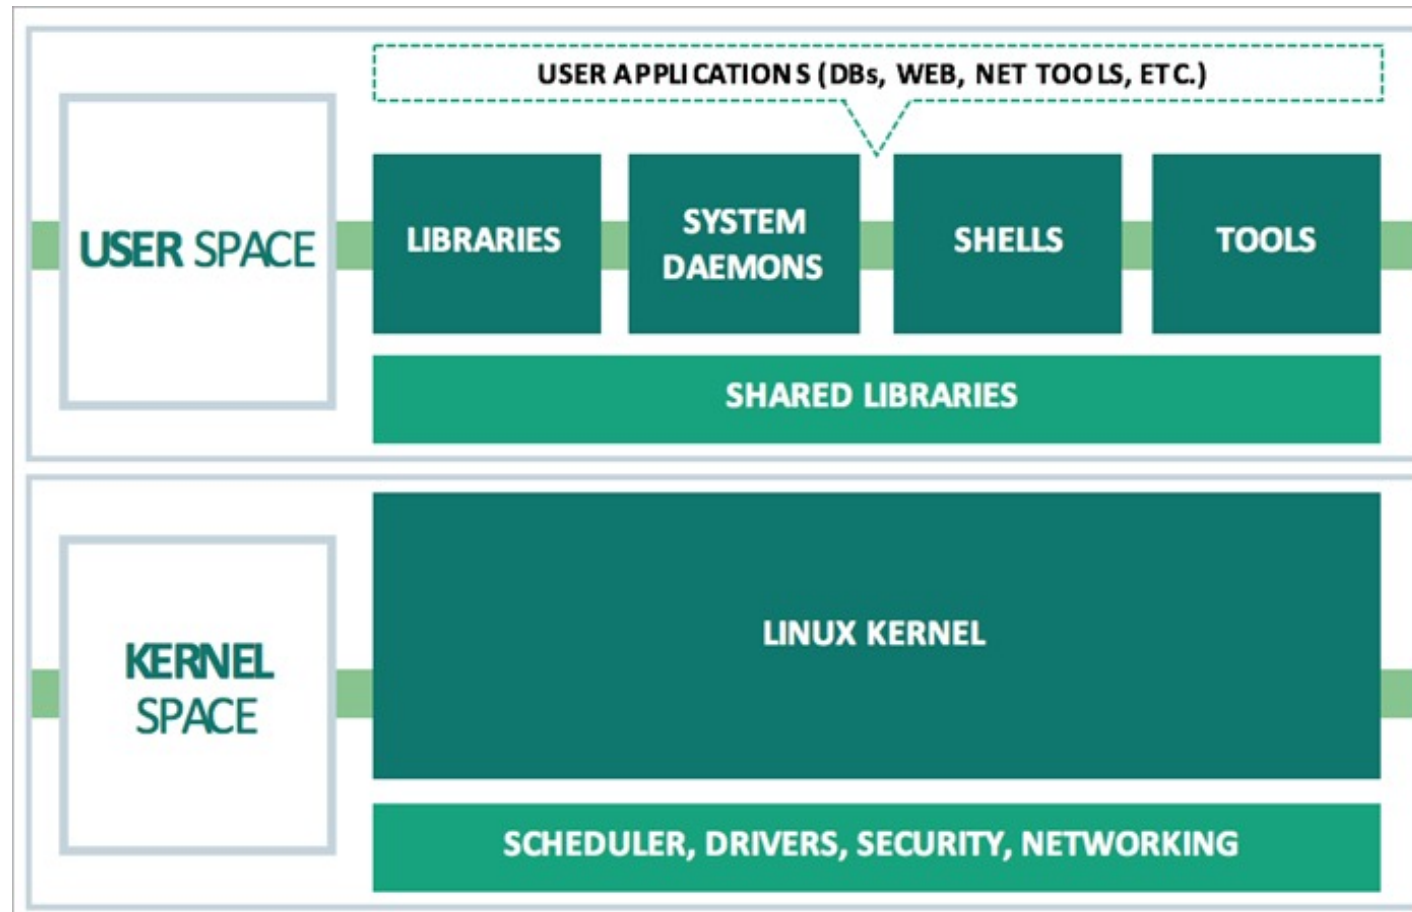 USER APPLICATIONS (DBs, WEB, NET TOOLS, ETC.)
USER SPACE
LIBRARIES
SYSTEM
DAEMONS
SHELLS
TOOLS
SHARED LIBRARIES
KERNEL
SPACE
LINUX KERNEL
SCHEDULER, DRIVERS, SECURITY, NETWORKING